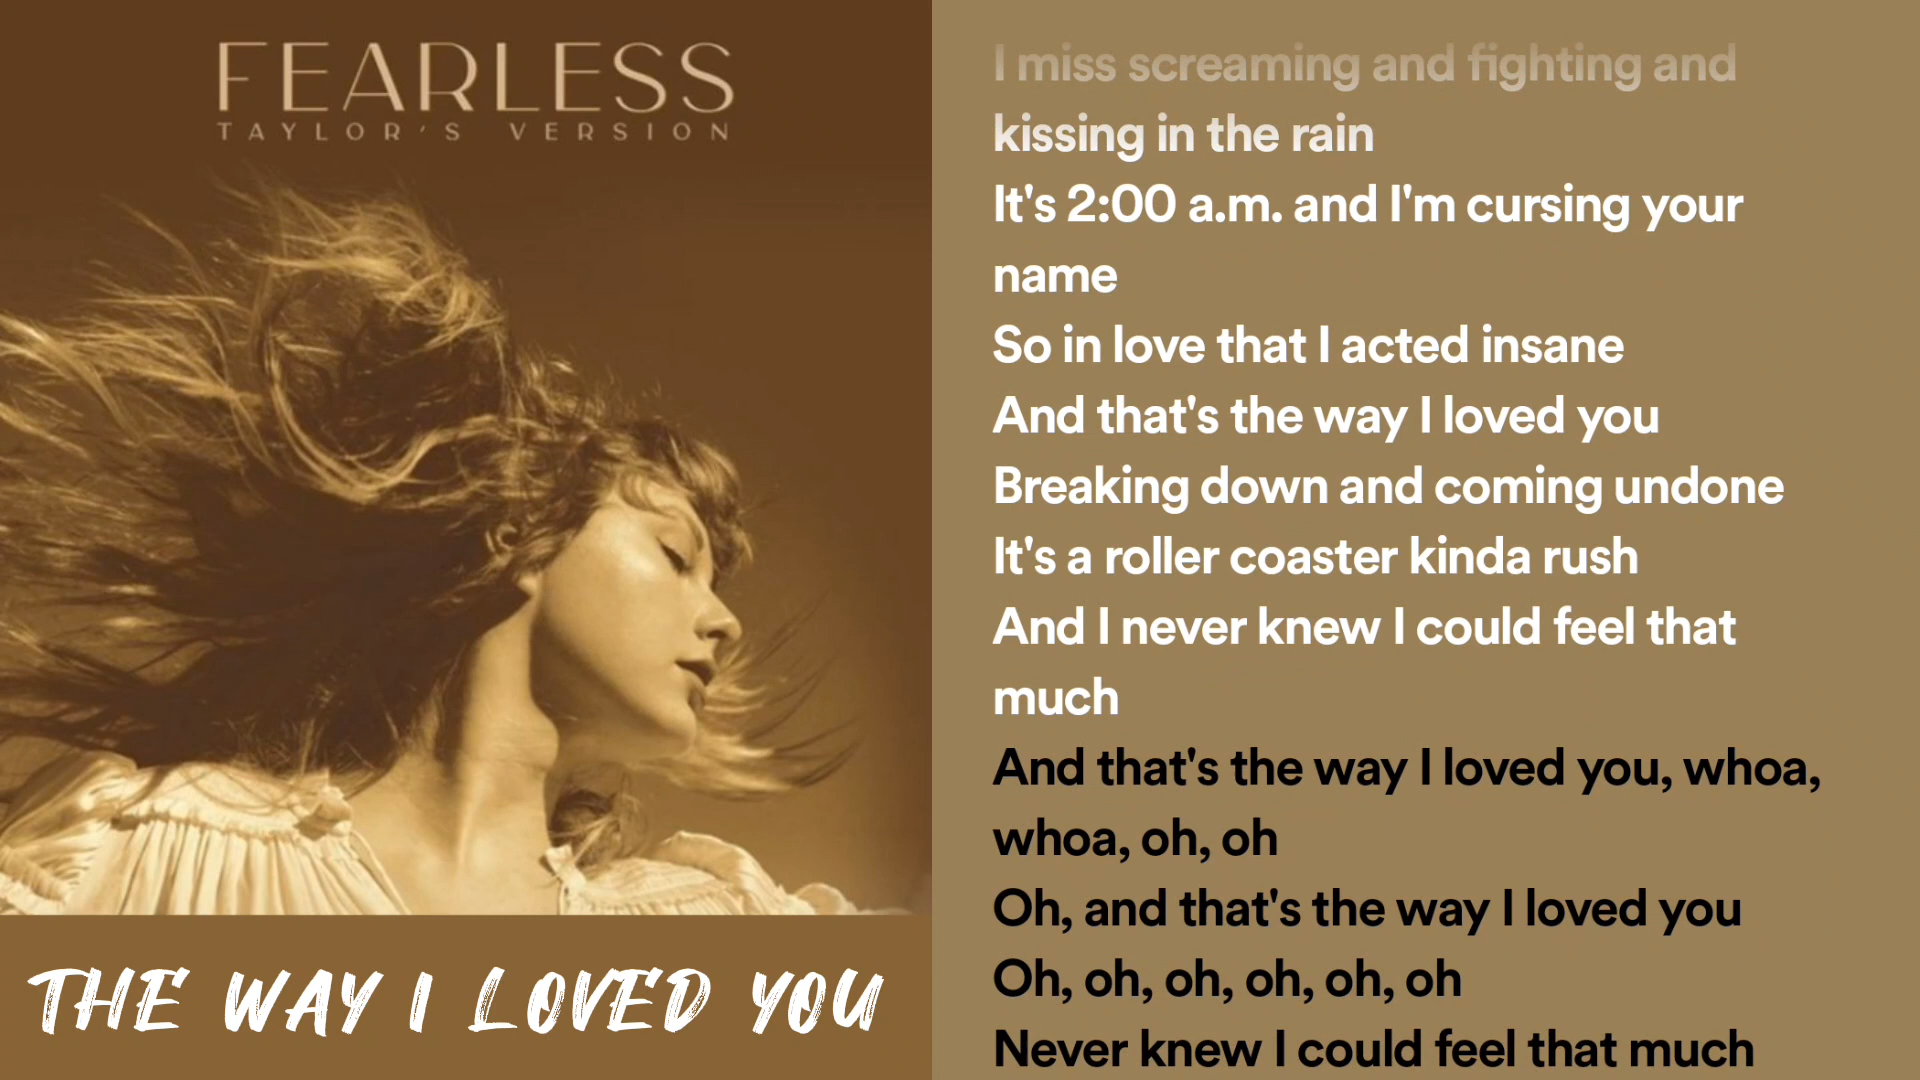 FEARLESS
TAYLOR'S VERSION
THE WAY I LOVED YOU
I miss screaming and fighting and
kissing in the rain
It's 2:00 a.m. and I'm cursing your
name
So in love that I acted insane
And that's the way I loved you
Breaking down and coming undone
It's a roller coaster kinda rush
And I never knew I could feel that
much
And that's the way I loved you, whoa,
whoa, oh, oh
Oh, and that's the way I loved you
Oh, oh, oh, oh, oh, oh
Never knew I could feel that much